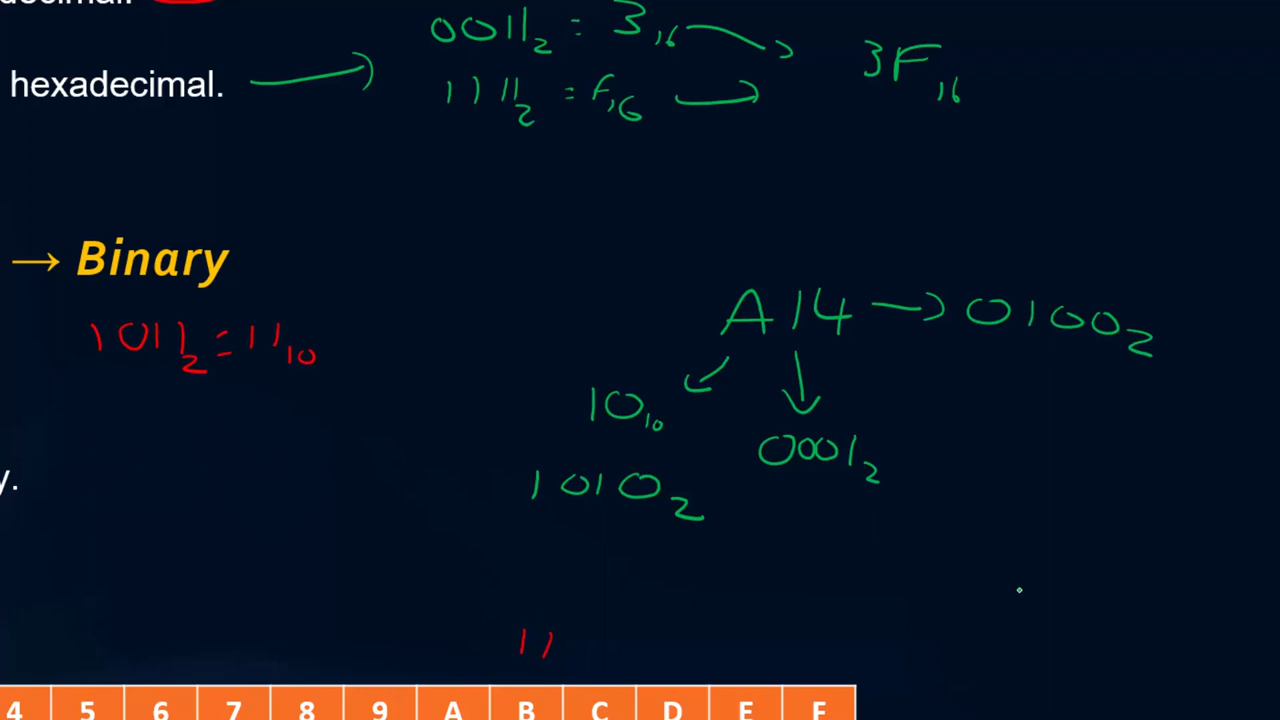 decimal.
0011₂ = 3₁₆
3F₁₆
hexadecimal. →
1111₂ = F₁₆ →
→ Binary
A14 → 0100₂
1011₂ = 11₁₀
10₁₀
0001₂
1010₂
y.
11
4 5 6 7 8 9 A B C D E F